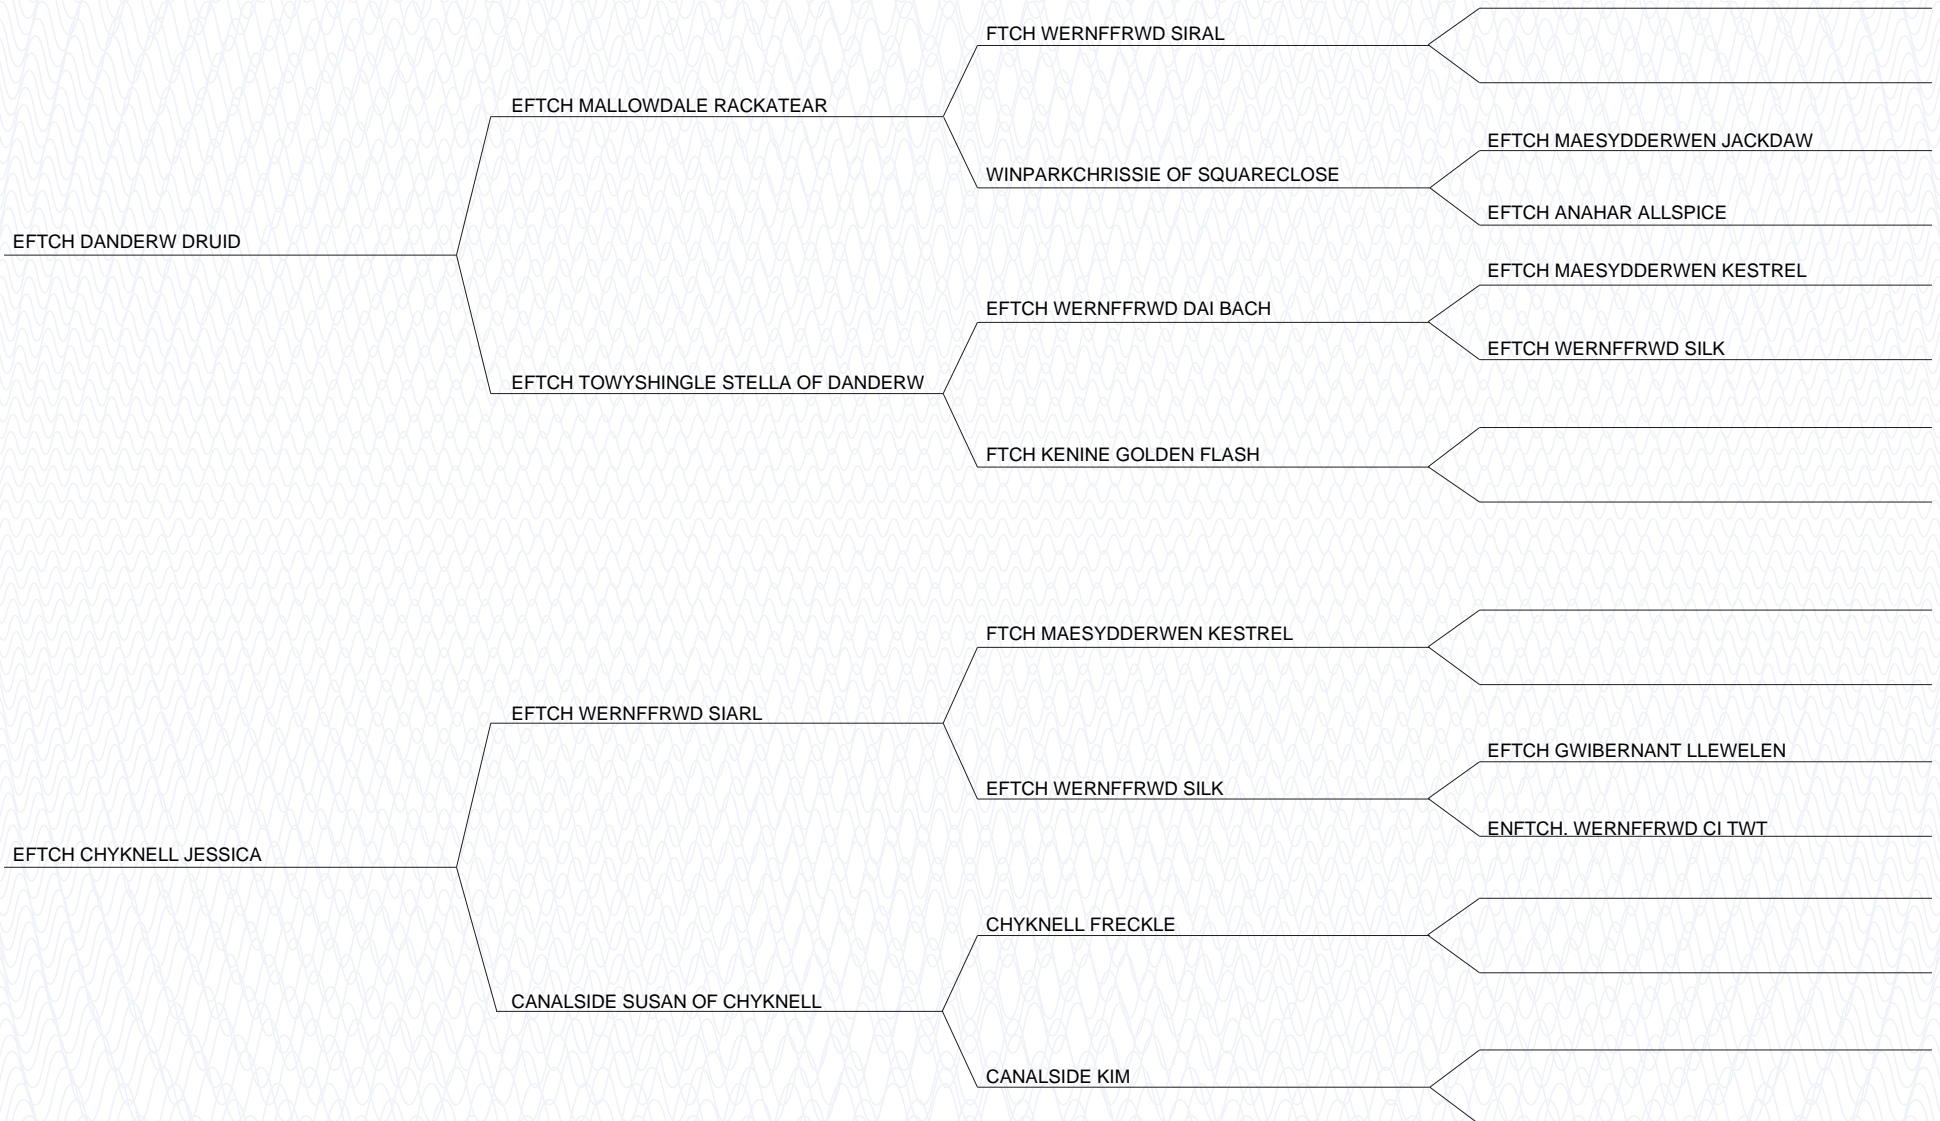 FTCH WERNFFRWD SIRAL
EFTCH MALLOWDALE RACKATEAR
EFTCH MAESYDDERWEN JACKDAW
WINPARKCHRISSIE OF SQUARECLOSE
EFTCH ANAHAR ALLSPICE
EFTCH DANDERW DRUID
EFTCH MAESYDDERWEN KESTREL
EFTCH WERNFFRWD DAI BACH
EFTCH WERNFFRWD SILK
EFTCH TOWYSHINGLE STELLA OF DANDERW
FTCH KENINE GOLDEN FLASH
FTCH MAESYDDERWEN KESTREL
EFTCH WERNFFRWD SIARL
EFTCH GWIBERNANT LLEWELEN
EFTCH WERNFFRWD SILK
ENFTCH. WERNFFRWD CI TWT
EFTCH CHYKNELL JESSICA
CHYKNELL FRECKLE
CANALSIDE SUSAN OF CHYKNELL
CANALSIDE KIM